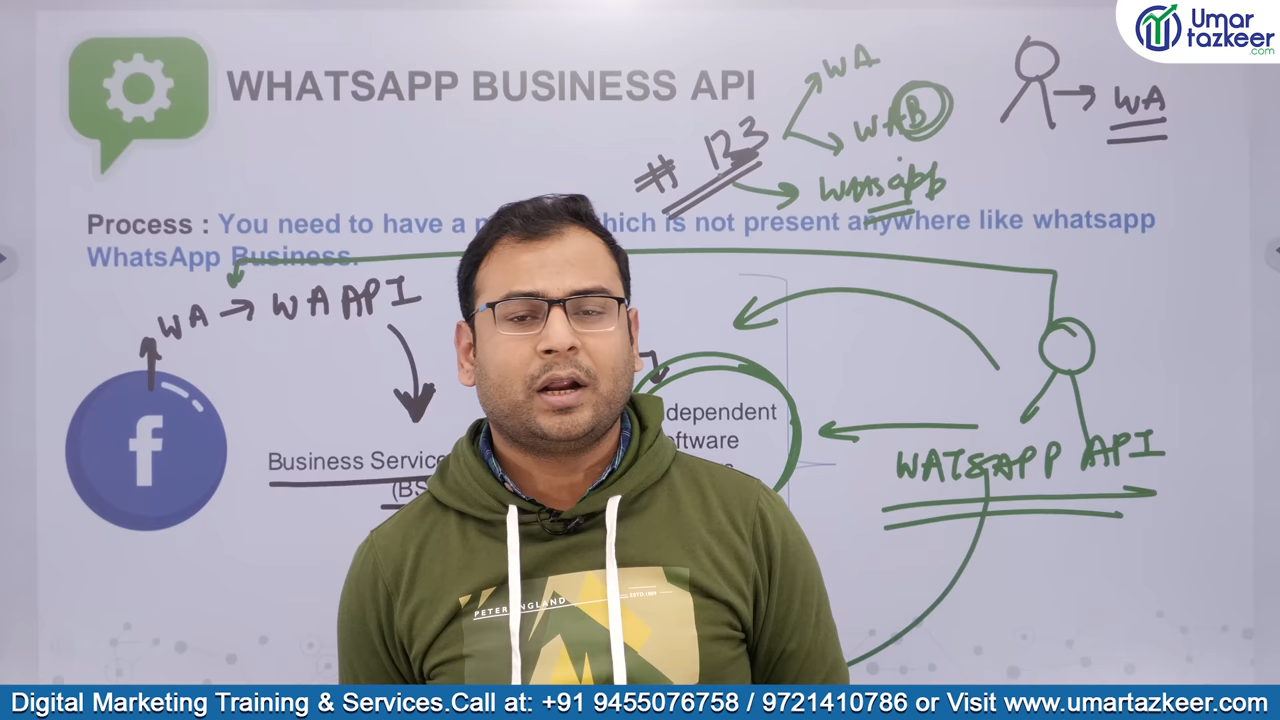 Umar
tazkeer.com
WHATSAPP BUSINESS API
WA
WAB
# 123
Whatsapp
WA
Process : You need to have a which is not present anywhere like whatsapp
WhatsApp Business.
WA → WA API
f
dependent
ftware
Business Service
(BS
WATSAPP API
PETER ENGLAND
ESTD 1889
Digital Marketing Training & Services.Call at: +91 9455076758 / 9721410786 or Visit www.umartazkeer.com